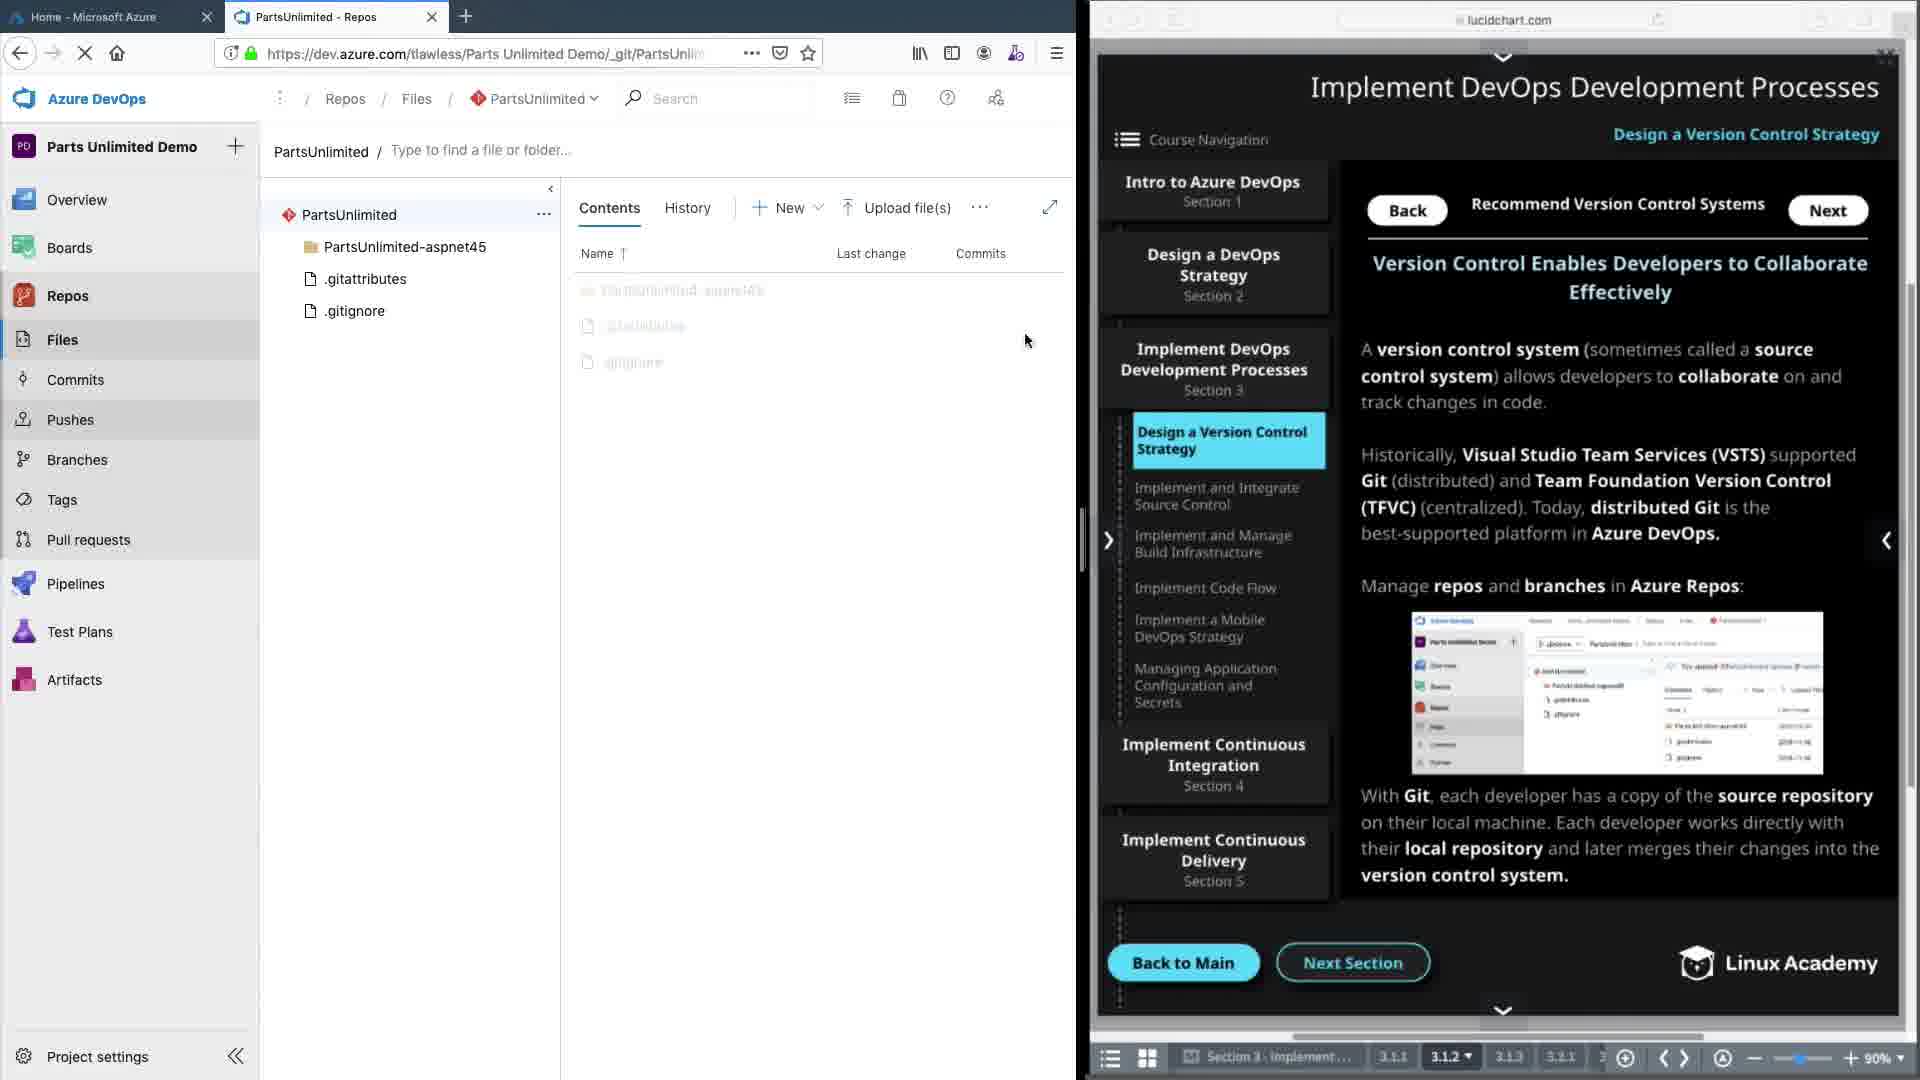 Home - Microsoft Azure
PartsUnlimited - Repos
https://dev.azure.com/tlawless/Parts Unlimited Demo/_git/PartsUnlim
Azure DevOps
/ Repos / Files / PartsUnlimited
Search
PD Parts Unlimited Demo
Overview
Boards
Repos
Files
Commits
Pushes
Branches
Tags
Pull requests
Pipelines
Test Plans
Artifacts
Project settings
PartsUnlimited / Type to find a file or folder...
PartsUnlimited
PartsUnlimited-aspnet45
.gitattributes
.gitignore
Contents History New Upload file(s)
Name Last change Commits
PartsUnlimited-aspnet45
.gitattributes
.gitignore
lucidchart.com
Implement DevOps Development Processes
Course Navigation
Design a Version Control Strategy
Intro to Azure DevOps
Section 1
Design a DevOps
Strategy
Section 2
Implement DevOps
Development Processes
Section 3
Design a Version Control
Strategy
Implement and Integrate
Source Control
Implement and Manage
Build Infrastructure
Implement Code Flow
Implement a Mobile
DevOps Strategy
Managing Application
Configuration and
Secrets
Implement Continuous
Integration
Section 4
Implement Continuous
Delivery
Section 5
Back
Recommend Version Control Systems
Next
Version Control Enables Developers to Collaborate
Effectively
A version control system (sometimes called a source
control system) allows developers to collaborate on and
track changes in code.
Historically, Visual Studio Team Services (VSTS) supported
Git (distributed) and Team Foundation Version Control
(TFVC) (centralized). Today, distributed Git is the
best-supported platform in Azure DevOps.
Manage repos and branches in Azure Repos:
With Git, each developer has a copy of the source repository
on their local machine. Each developer works directly with
their local repository and later merges their changes into the
version control system.
Back to Main
Next Section
Linux Academy
Section 3 - Implement ...
3.1.1
3.1.2
3.1.3
3.2.1
90%